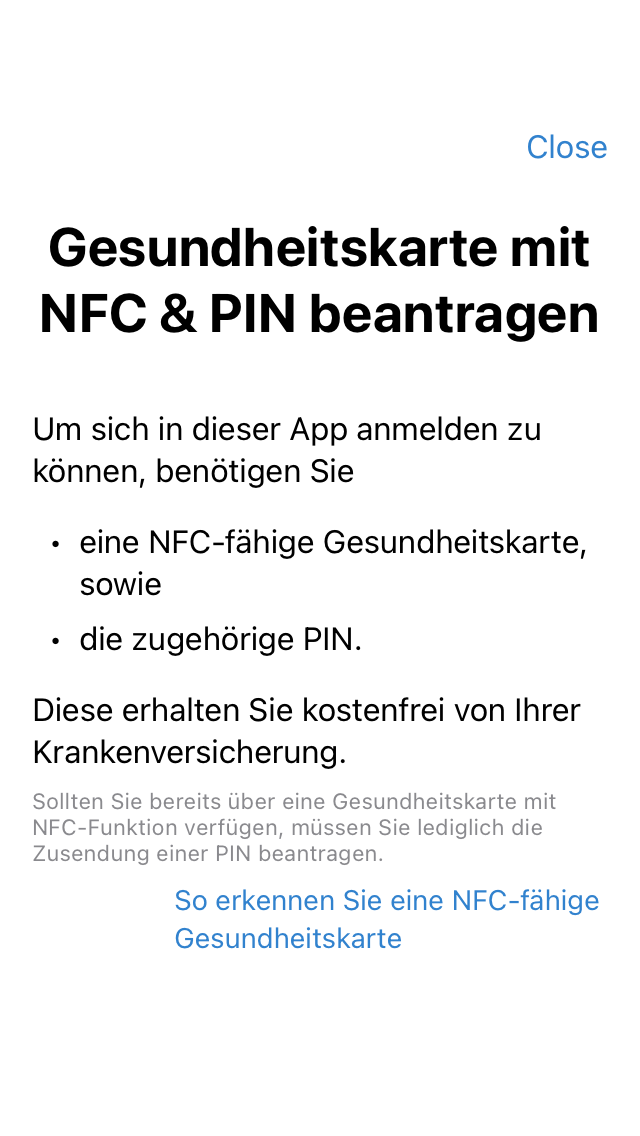 Close
Gesundheitskarte mit
NFC & PIN beantragen
Um sich in dieser App anmelden zu
können, benötigen Sie
• eine NFC-fähige Gesundheitskarte,
sowie
• die zugehörige PIN.
Diese erhalten Sie kostenfrei von Ihrer
Krankenversicherung.
Sollten Sie bereits über eine Gesundheitskarte mit
NFC-Funktion verfügen, müssen Sie lediglich die
Zusendung einer PIN beantragen.
So erkennen Sie eine NFC-fähige
Gesundheitskarte